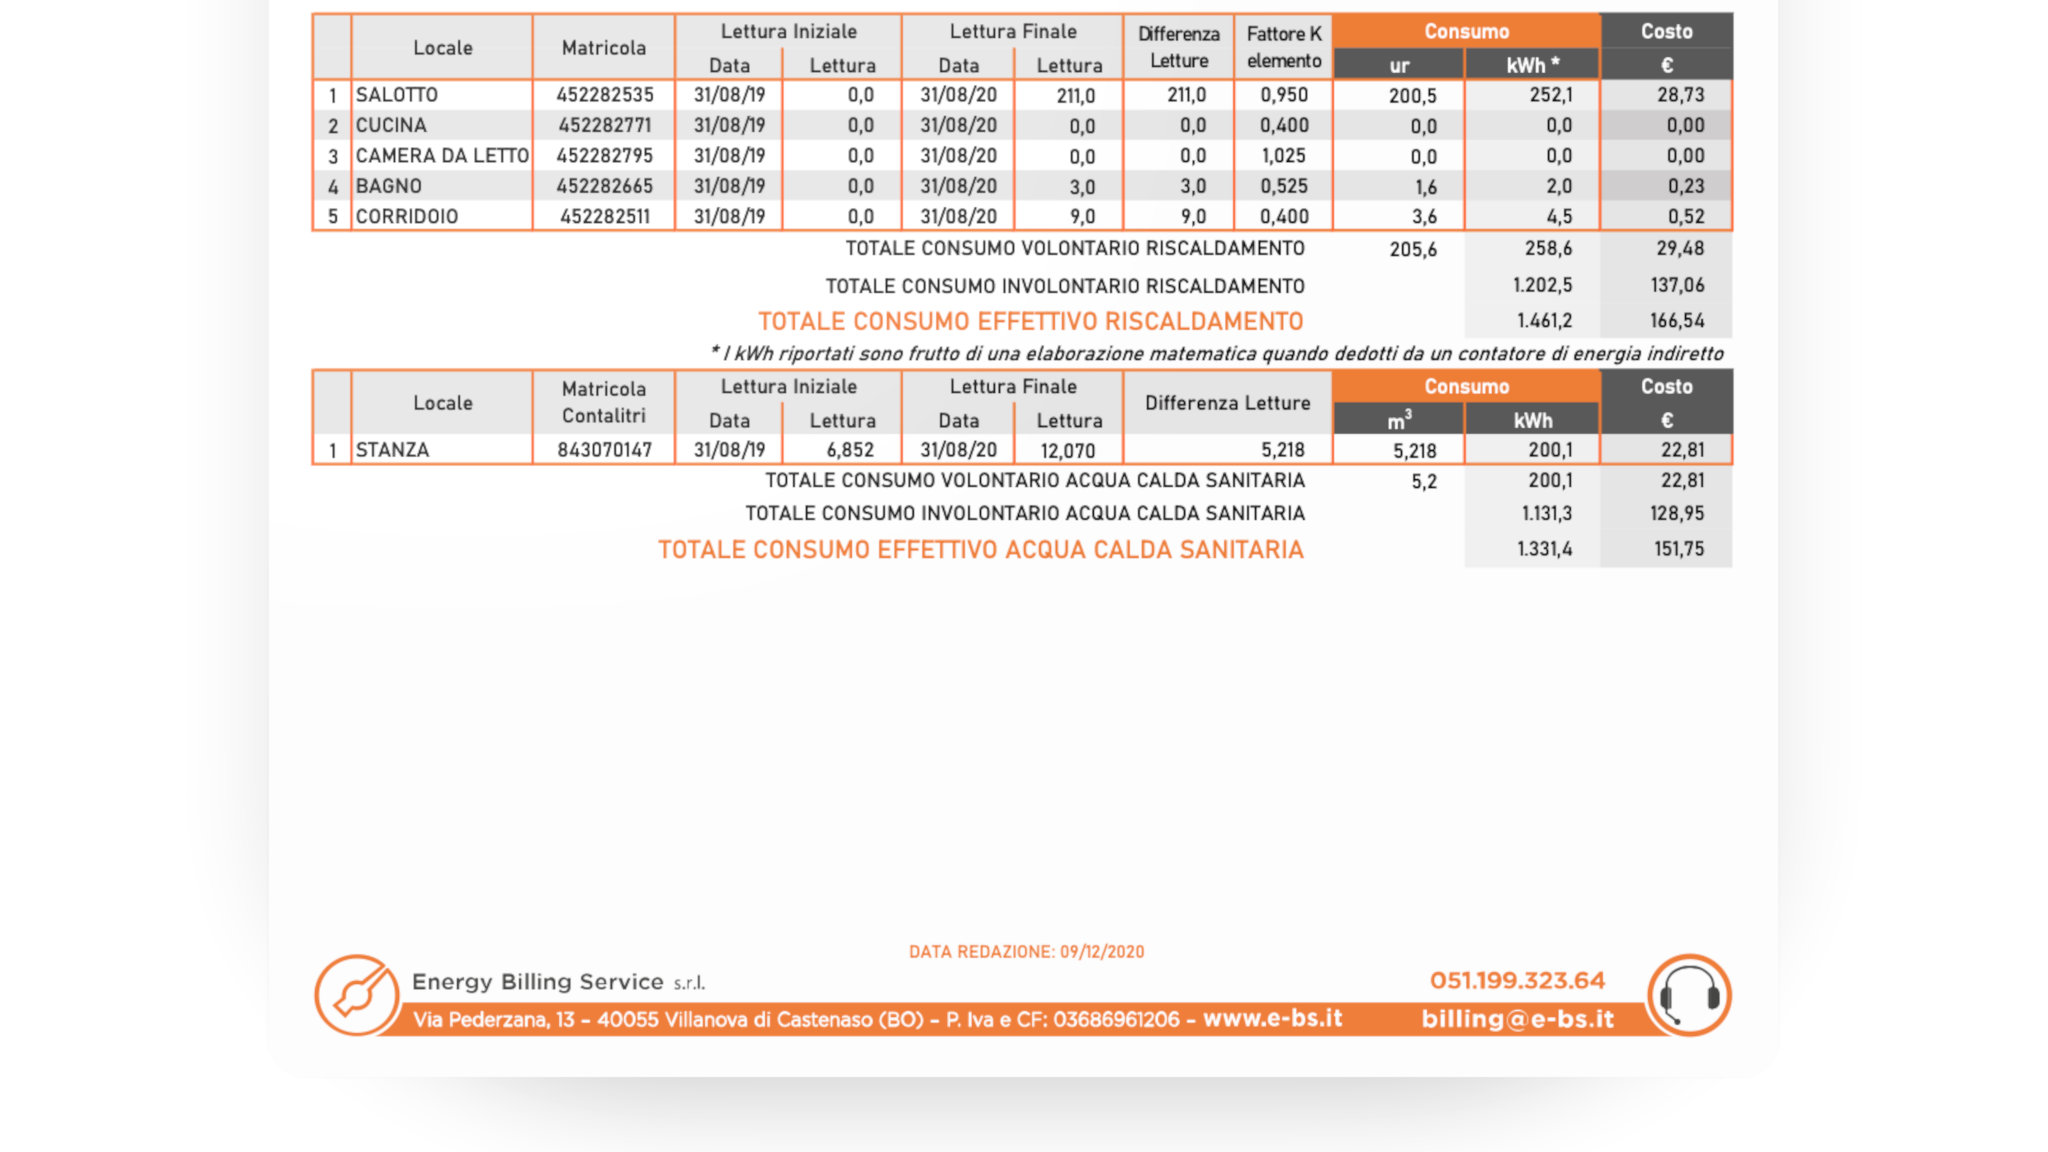 Locale Matricola Lettura Iniziale Lettura Finale Differenza Letture Fattore K elemento Consumo Costo
Data Lettura Data Lettura ur kWh * €
1 SALOTTO 452282535 31/08/19 0,0 31/08/20 211,0 211,0 0,950 200,5 252,1 28,73
2 CUCINA 452282771 31/08/19 0,0 31/08/20 0,0 0,0 0,400 0,0 0,0 0,00
3 CAMERA DA LETTO 452282795 31/08/19 0,0 31/08/20 0,0 0,0 1,025 0,0 0,0 0,00
4 BAGNO 452282665 31/08/19 0,0 31/08/20 3,0 3,0 0,525 1,6 2,0 0,23
5 CORRIDOIO 452282511 31/08/19 0,0 31/08/20 9,0 9,0 0,400 3,6 4,5 0,52
TOTALE CONSUMO VOLONTARIO RISCALDAMENTO 205,6 258,6 29,48
TOTALE CONSUMO INVOLONTARIO RISCALDAMENTO 1.202,5 137,06
TOTALE CONSUMO EFFETTIVO RISCALDAMENTO 1.461,2 166,54
* I kWh riportati sono frutto di una elaborazione matematica quando dedotti da un contatore di energia indiretto
Locale Matricola Contalitri Lettura Iniziale Lettura Finale Differenza Letture Consumo Costo
Data Lettura Data Lettura m³ kWh €
1 STANZA 843070147 31/08/19 6,852 31/08/20 12,070 5,218 5,218 200,1 22,81
TOTALE CONSUMO VOLONTARIO ACQUA CALDA SANITARIA 5,2 200,1 22,81
TOTALE CONSUMO INVOLONTARIO ACQUA CALDA SANITARIA 1.131,3 128,95
TOTALE CONSUMO EFFETTIVO ACQUA CALDA SANITARIA 1.331,4 151,75
DATA REDAZIONE: 09/12/2020
Energy Billing Service s.r.l. 051.199.323.64
Via Pederzana, 13 – 40055 Villanova di Castenaso (BO) – P. Iva e CF: 03686961206 – www.e-bs.it billing@e-bs.it